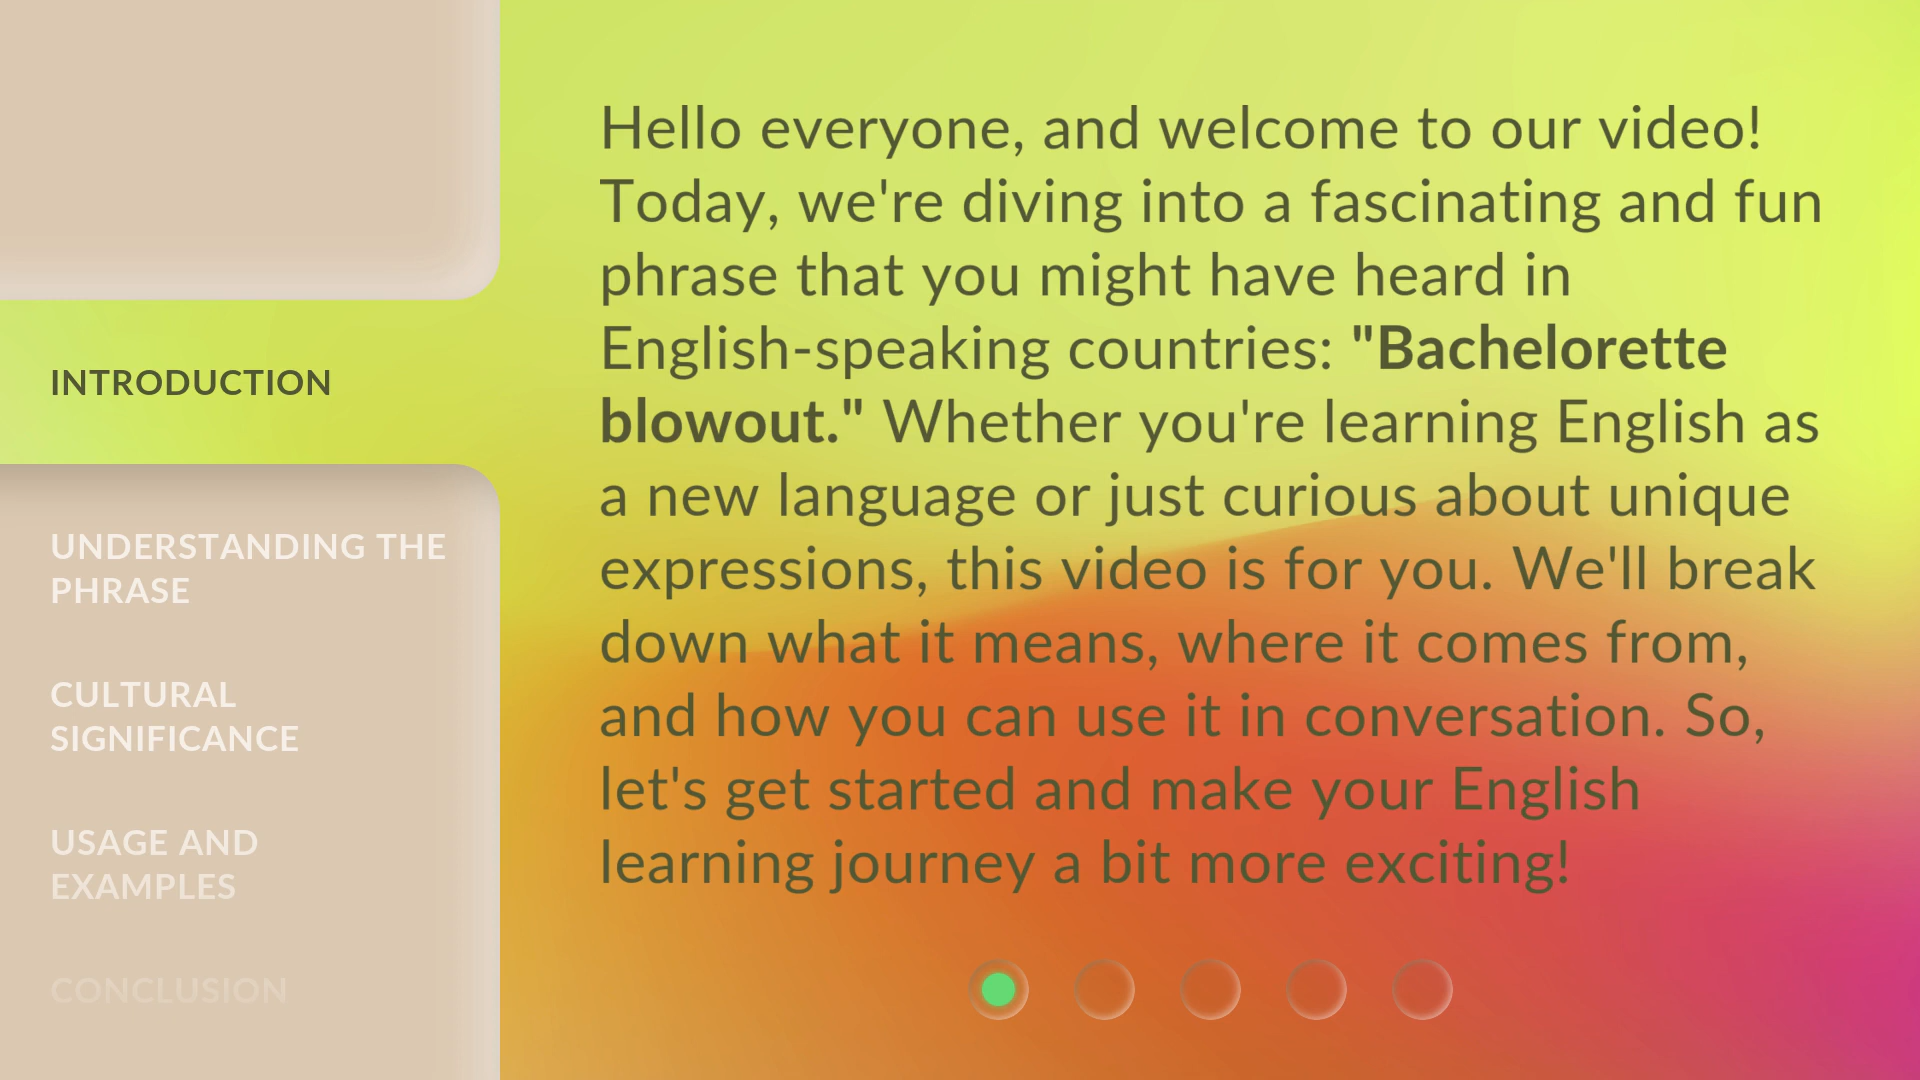 INTRODUCTION
UNDERSTANDING THE
PHRASE
CULTURAL
SIGNIFICANCE
USAGE AND
EXAMPLES
CONCLUSION
Hello everyone, and welcome to our video!
Today, we're diving into a fascinating and fun
phrase that you might have heard in
English-speaking countries: "Bachelorette
blowout." Whether you're learning English as
a new language or just curious about unique
expressions, this video is for you. We'll break
down what it means, where it comes from,
and how you can use it in conversation. So,
let's get started and make your English
learning journey a bit more exciting!